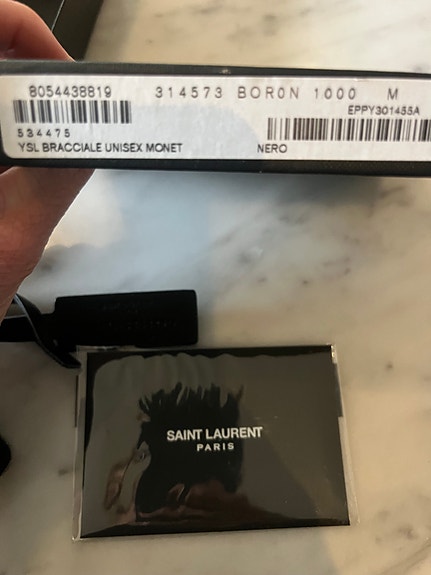 8054438819 314573 BOR0N 1000 M
EPPY301455A
534475
YSL BRACCIALE UNISEX MONET NERO
SAINT LAURENT
PARIS